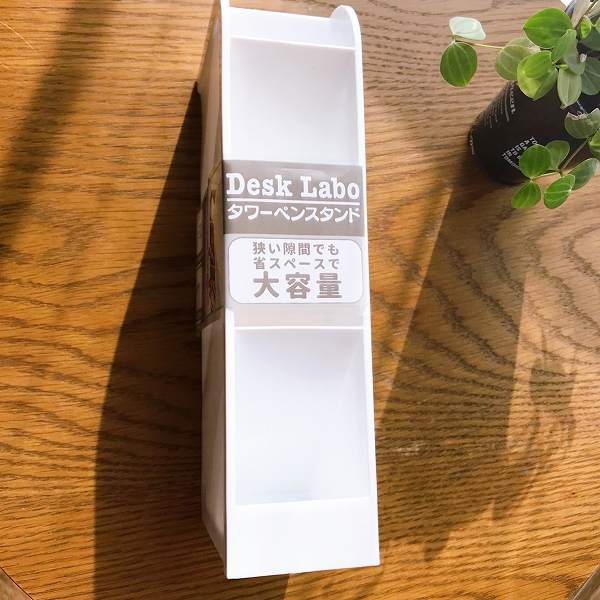 Desk Labo
タワーペンスタンド
狭い隙間でも
省スペースで
大容量